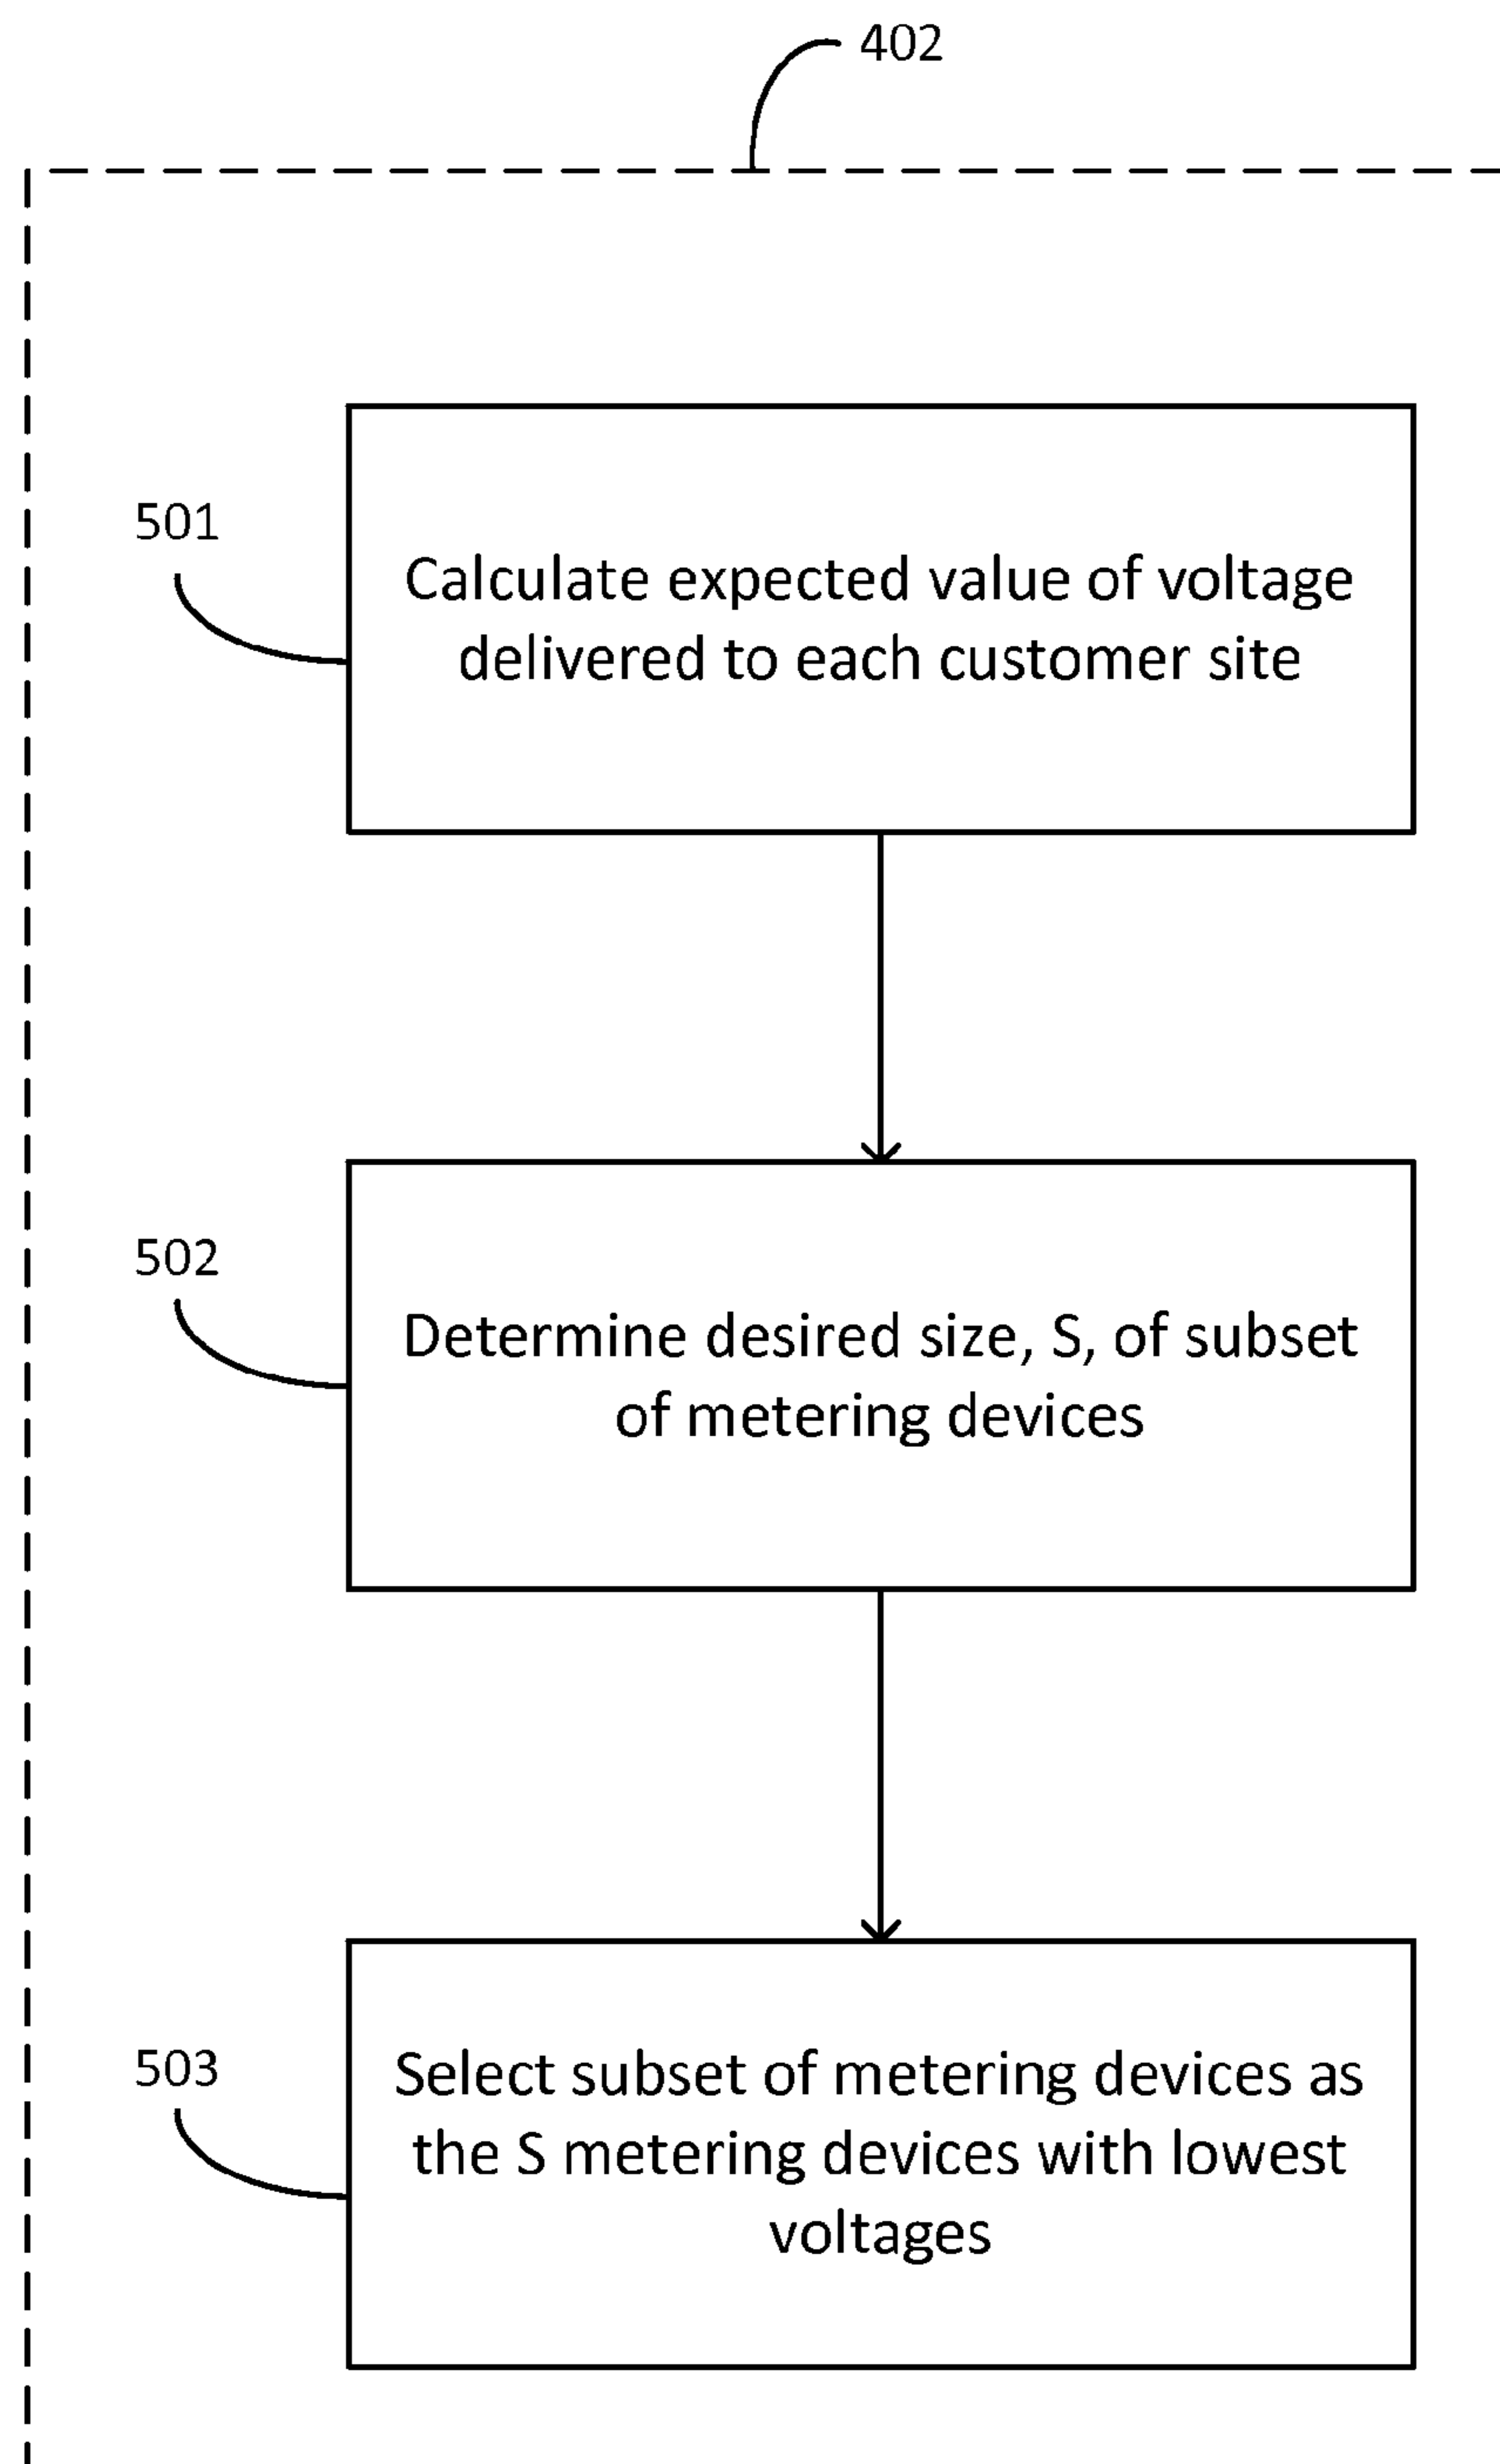 402
501
Calculate expected value of voltage
delivered to each customer site
502
Determine desired size, S, of subset
of metering devices
503
Select subset of metering devices as
the S metering devices with lowest
voltages